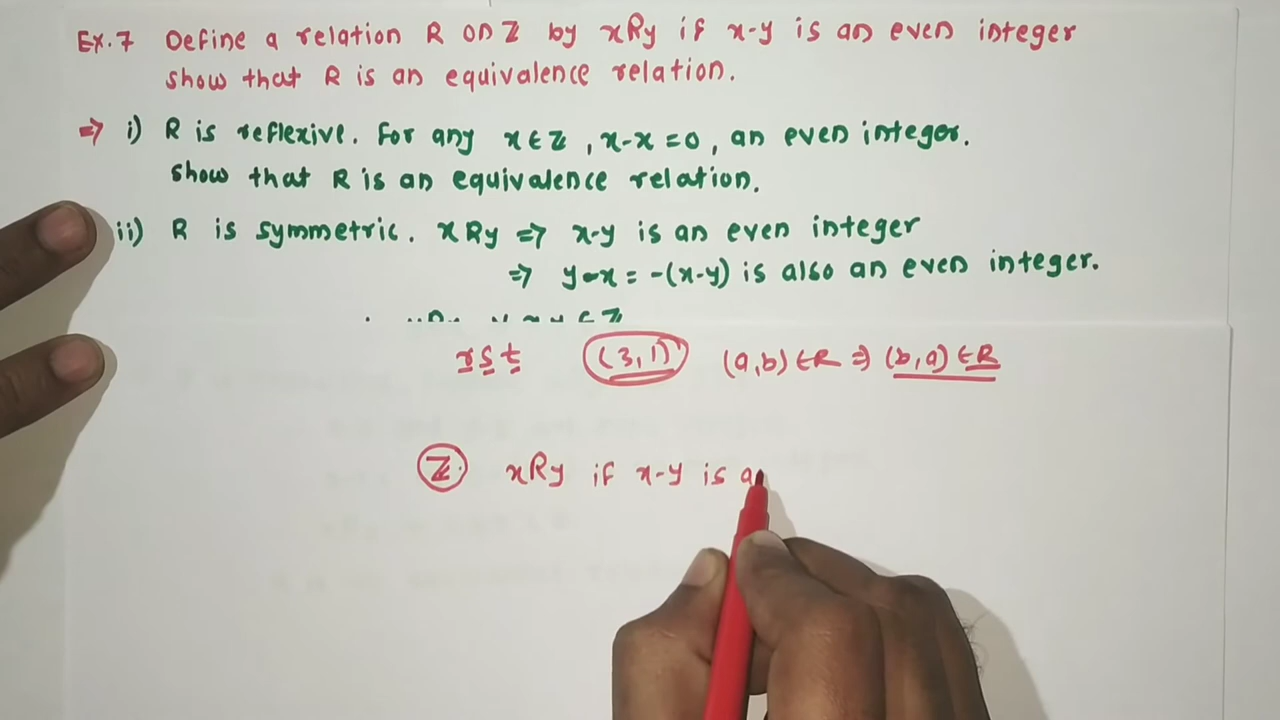 Ex.7 Define a relation R on Z by xRy if x-y is an even integer
show that R is an equivalence relation.
⇒ i) R is reflexive. For any x∈Z, x-x=0, an even integer.
show that R is an equivalence relation.
ii) R is symmetric. xRy ⇒ x-y is an even integer
⇒ y-x = -(x-y) is also an even integer.
r s t (3,1) (a,b)∈R ⇒ (b,a)∈R
Z. xRy if x-y is a